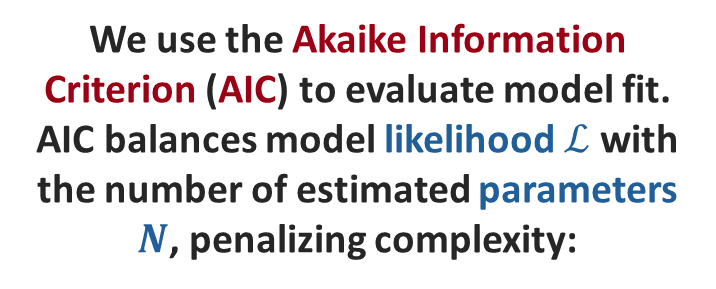 We use the Akaike Information
Criterion (AIC) to evaluate model fit.
AIC balances model likelihood ℒ with
the number of estimated parameters
N, penalizing complexity: